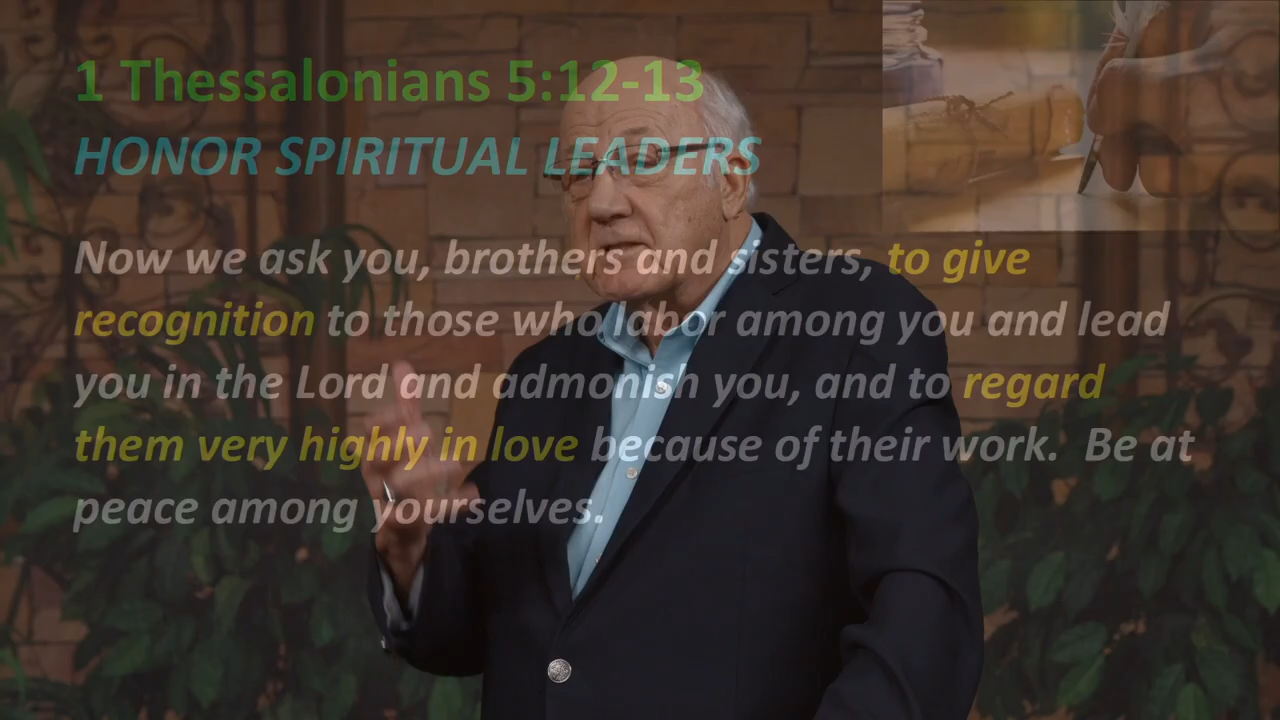 1 Thessalonians 5:12-13
HONOR SPIRITUAL LEADERS
Now we ask you, brothers and sisters, to give
recognition to those who labor among you and lead
you in the Lord and admonish you, and to regard
them very highly in love because of their work.  Be at
peace among yourselves.